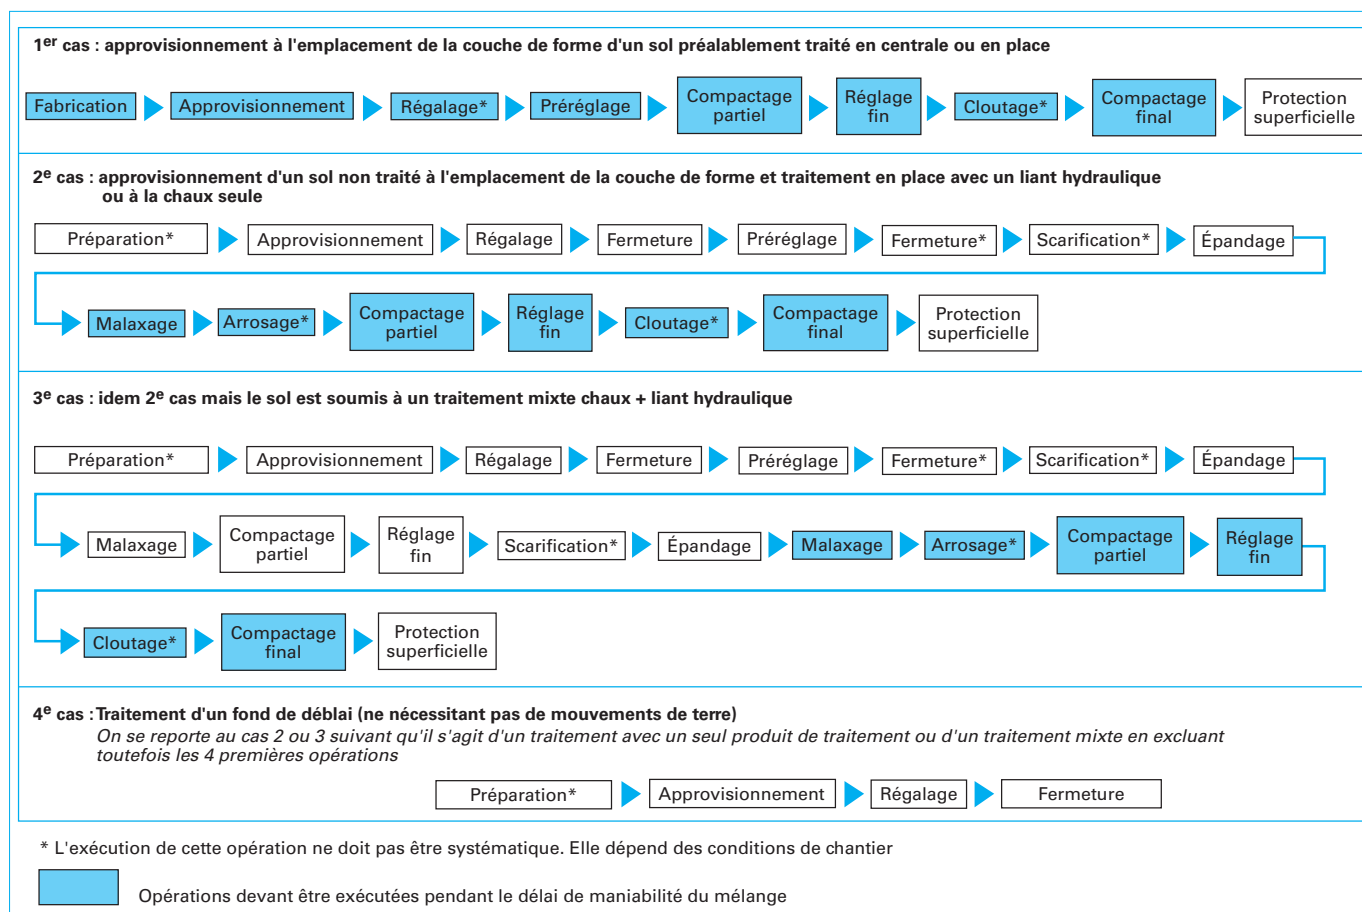 1er cas : approvisionnement à l'emplacement de la couche de forme d'un sol préalablement traité en centrale ou en place
Fabrication
Approvisionnement
Régalage*
Préréglage
Compactage
partiel
Réglage
fin
Cloutage*
Compactage
final
Protection
superficielle
2e cas : approvisionnement d'un sol non traité à l'emplacement de la couche de forme et traitement en place avec un liant hydraulique
ou à la chaux seule
Préparation*
Approvisionnement
Régalage
Fermeture
Préréglage
Fermeture*
Scarification*
Épandage
Malaxage
Arrosage*
Compactage
partiel
Réglage
fin
Cloutage*
Compactage
final
Protection
superficielle
3e cas : idem 2e cas mais le sol est soumis à un traitement mixte chaux + liant hydraulique
Préparation*
Approvisionnement
Régalage
Fermeture
Préréglage
Fermeture*
Scarification*
Épandage
Malaxage
Compactage
partiel
Réglage
fin
Scarification*
Épandage
Malaxage
Arrosage*
Compactage
partiel
Réglage
fin
Cloutage*
Compactage
final
Protection
superficielle
4e cas : Traitement d'un fond de déblai (ne nécessitant pas de mouvements de terre)
On se reporte au cas 2 ou 3 suivant qu'il s'agit d'un traitement avec un seul produit de traitement ou d'un traitement mixte en excluant
toutefois les 4 premières opérations
Préparation*
Approvisionnement
Régalage
Fermeture
* L'exécution de cette opération ne doit pas être systématique. Elle dépend des conditions de chantier
Opérations devant être exécutées pendant le délai de maniabilité du mélange